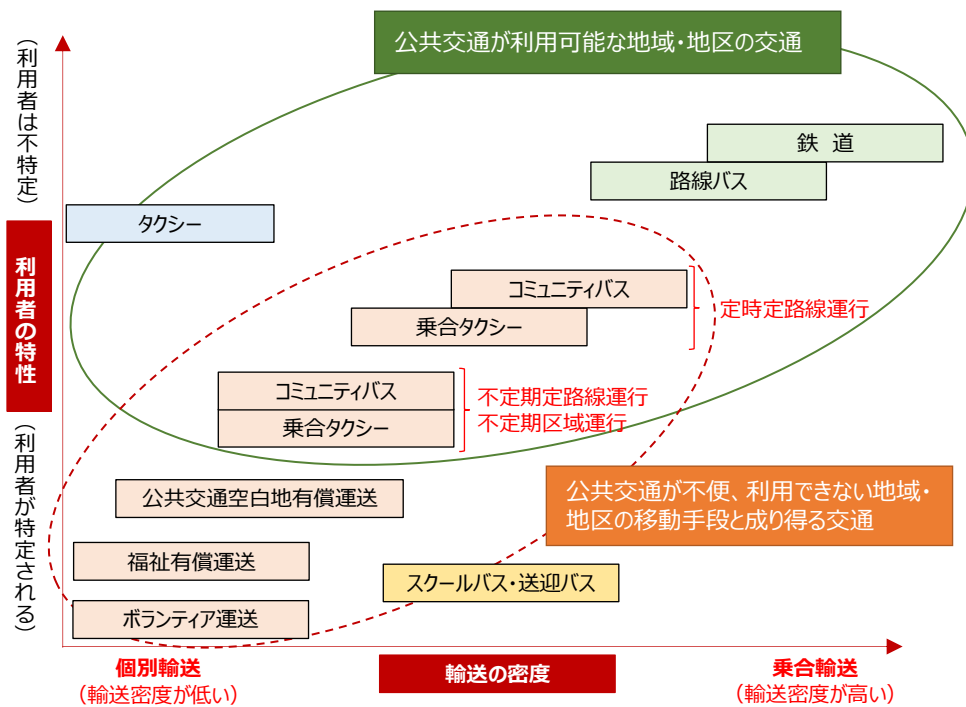 公共交通が利用可能な地域・地区の交通
（利用者は不特定）
鉄　道
路線バス
タクシー
利用者の特性
コミュニティバス
定時定路線運行
乗合タクシー
コミュニティバス
不定期定路線運行
乗合タクシー
不定期区域運行
（利用者が特定される）
公共交通空白地有償運送
公共交通が不便、利用できない地域・
地区の移動手段と成り得る交通
福祉有償運送
スクールバス・送迎バス
ボランティア運送
個別輸送
（輸送密度が低い）
輸送の密度
乗合輸送
（輸送密度が高い）